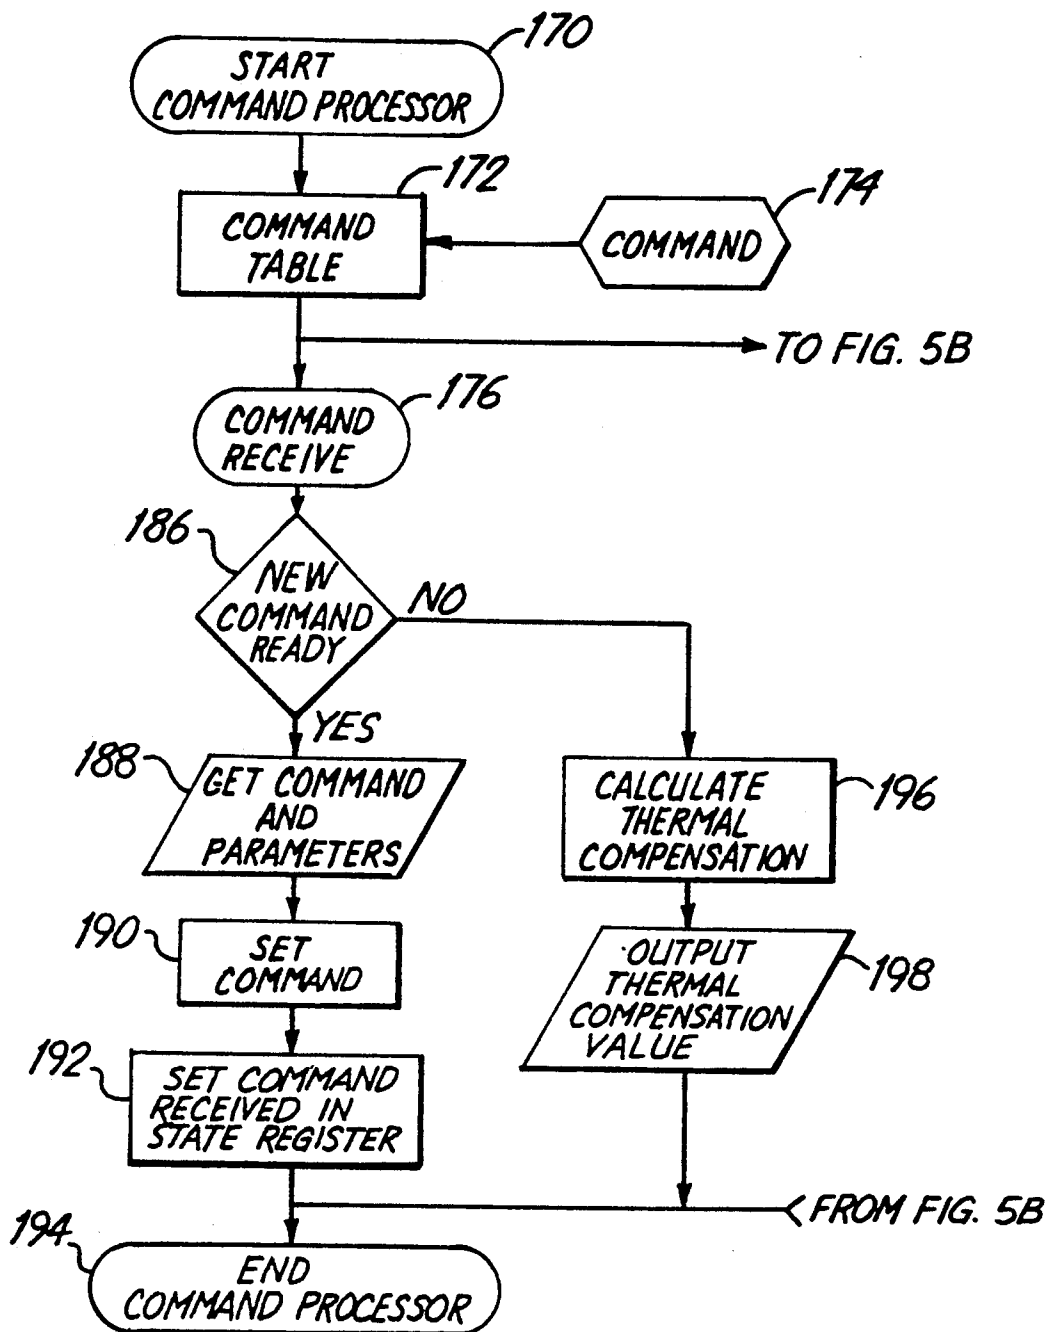 170
START
COMMAND PROCESSOR
172
COMMAND
TABLE
174
COMMAND
TO FIG. 5B
176
COMMAND
RECEIVE
186
NEW
COMMAND
READY
NO
YES
188
GET COMMAND
AND
PARAMETERS
CALCULATE
THERMAL
COMPENSATION
196
190
SET
COMMAND
OUTPUT
THERMAL
COMPENSATION
VALUE
198
192
SET COMMAND
RECEIVED IN
STATE REGISTER
FROM FIG. 5B
194
END
COMMAND PROCESSOR